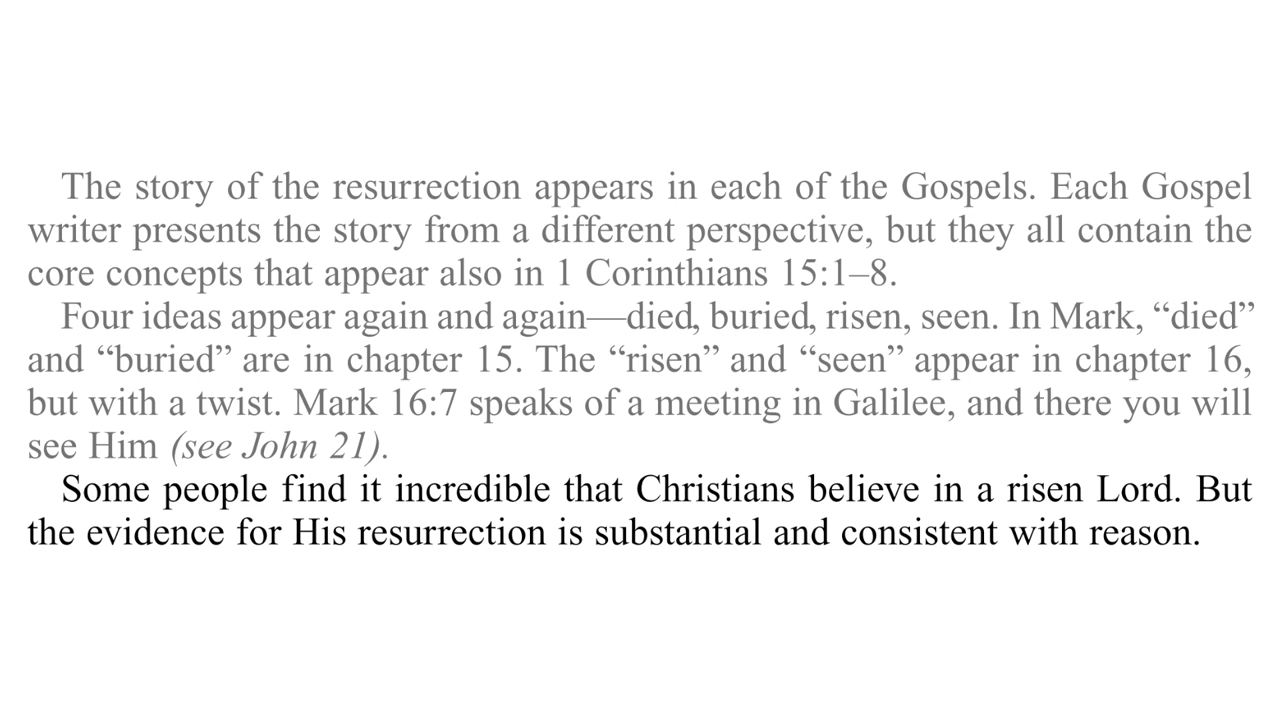 The story of the resurrection appears in each of the Gospels. Each Gospel
writer presents the story from a different perspective, but they all contain the
core concepts that appear also in 1 Corinthians 15:1–8.
Four ideas appear again and again—died, buried, risen, seen. In Mark, “died”
and “buried” are in chapter 15. The “risen” and “seen” appear in chapter 16,
but with a twist. Mark 16:7 speaks of a meeting in Galilee, and there you will
see Him (see John 21).
Some people find it incredible that Christians believe in a risen Lord. But
the evidence for His resurrection is substantial and consistent with reason.